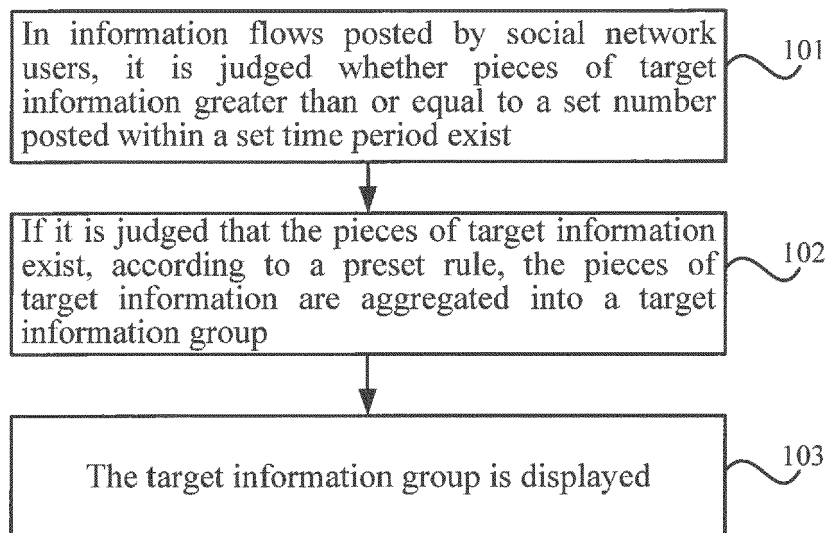 In information flows posted by social network
users, it is judged whether pieces of target
information greater than or equal to a set number
posted within a set time period exist
101
If it is judged that the pieces of target information
exist, according to a preset rule, the pieces of
target information are aggregated into a target
information group
102
The target information group is displayed
103